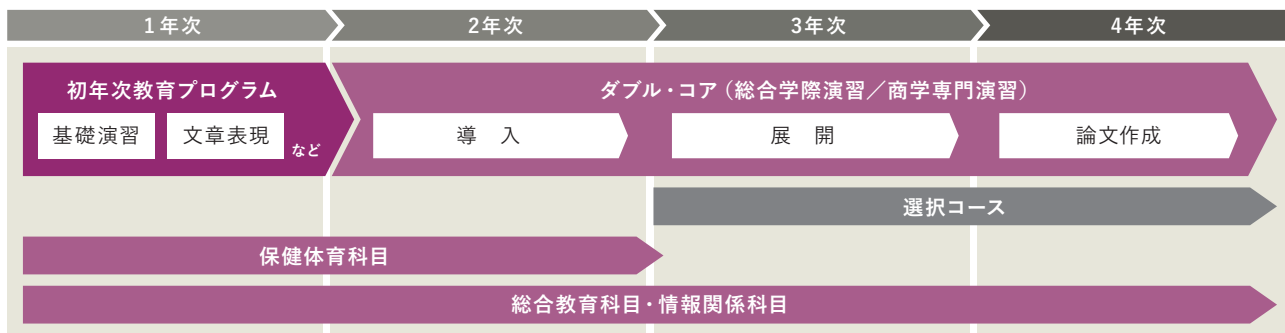 1年次 2年次 3年次 4年次
初年次教育プログラム
基礎演習 文章表現 など
ダブル・コア（総合学際演習／商学専門演習）
導 入 展 開 論文作成
選択コース
保健体育科目
総合教育科目・情報関係科目